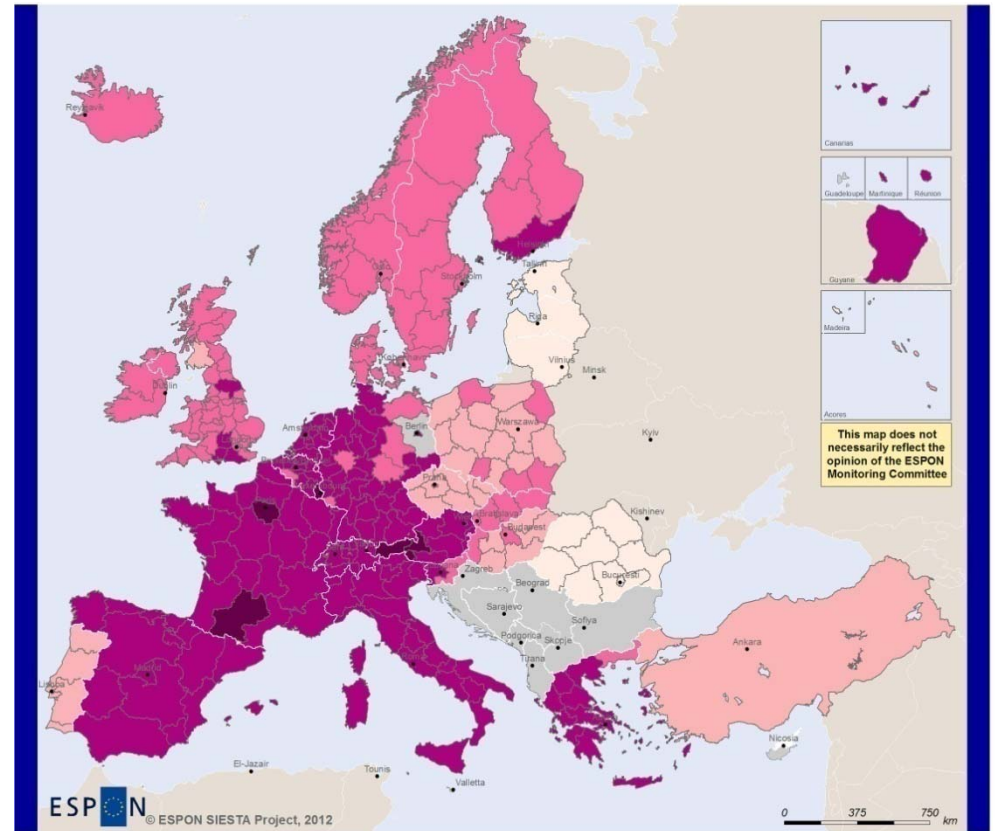 Reykjavik
Canarias
Guadeloupe
Martinique
Réunion
Guyane
Madeira
Acores
This map does not
necessarily reflect the
opinion of the ESPON
Monitoring Committee
Oslo
Stockholm
Helsinki
Tallinn
Riga
Vilnius
Minsk
Dublin
Berlin
Warszawa
Kyiv
Praha
Kishinev
Bratislava
Budapest
Zagreb
Beograd
Bucuresti
Sarajevo
Sofiya
Podgorica
Skopje
Tirana
Ankara
Madrid
Lisboa
Nicosia
El-Jazair
Tounis
Valletta
ESPON
© ESPON SIESTA Project, 2012
0 375 750
km